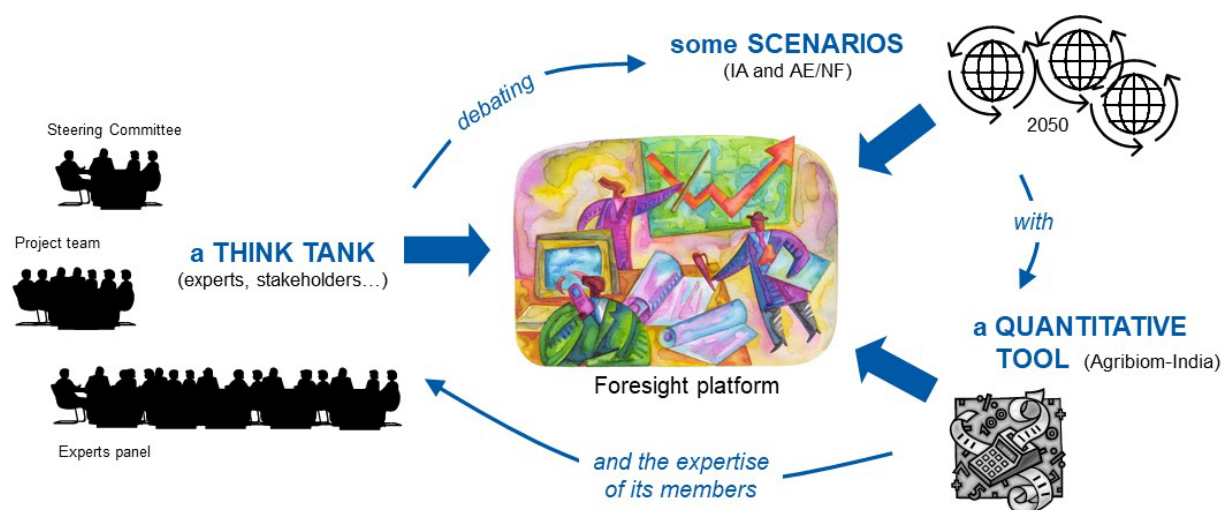 some SCENARIOS
(IA and AE/NF)
debating
2050
Steering Committee
Project team
a THINK TANK
(experts, stakeholders...)
with
a QUANTITATIVE
TOOL (Agribiom-India)
Foresight platform
Experts panel
and the expertise
of its members